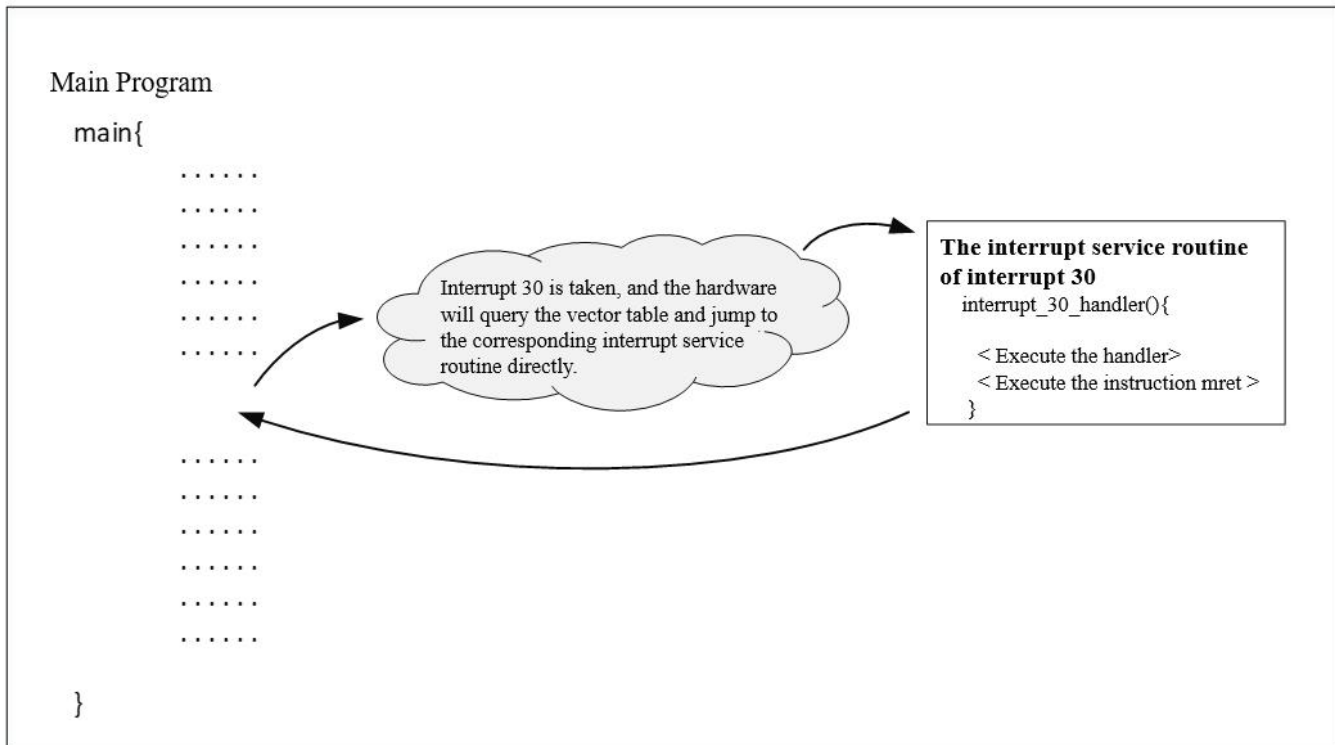 Main Program
main{
......
......
......
......
......
......
Interrupt 30 is taken, and the hardware
will query the vector table and jump to
the corresponding interrupt service
routine directly.
The interrupt service routine
of interrupt 30
interrupt_30_handler(){
< Execute the handler>
< Execute the instruction mret >
}
......
......
......
......
......
......
}